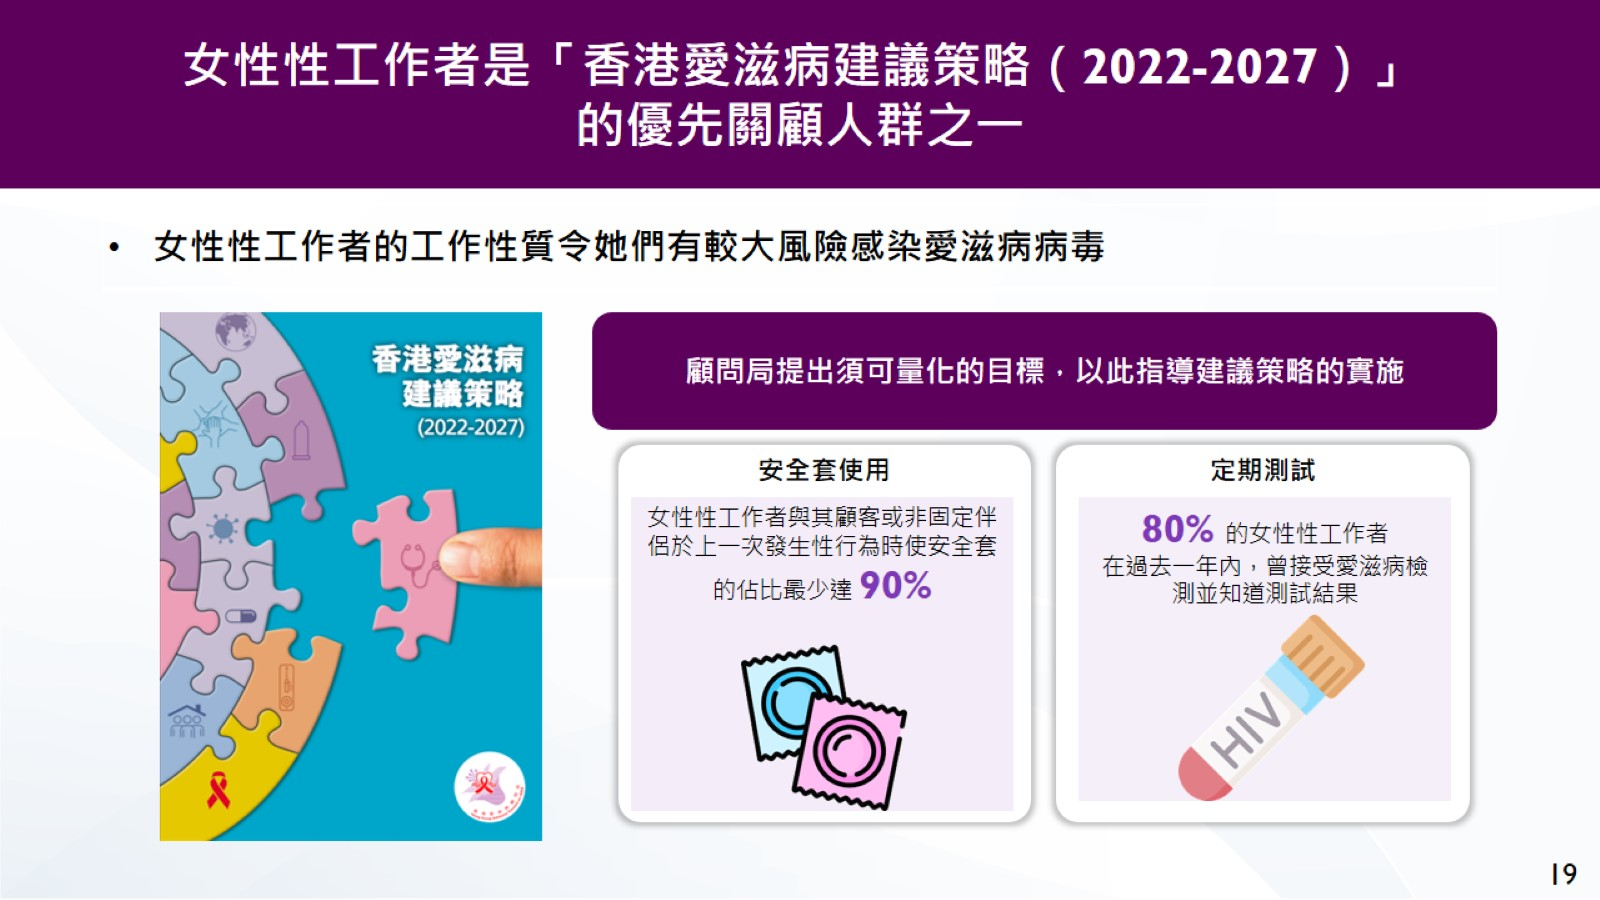 女性性工作者是「香港愛滋病建議策略（2022-2027）」
的優先關顧人群之一
• 女性性工作者的工作性質令她們有較大風險感染愛滋病病毒
香港愛滋病
建議策略
(2022-2027)
顧問局提出須可量化的目標，以此指導建議策略的實施
安全套使用
女性性工作者與其顧客或非固定伴
侶於上一次發生性行為時使安全套
的佔比最少達 90%
定期測試
80% 的女性性工作者
在過去一年內，曾接受愛滋病檢
測並知道測試結果
HIV
19